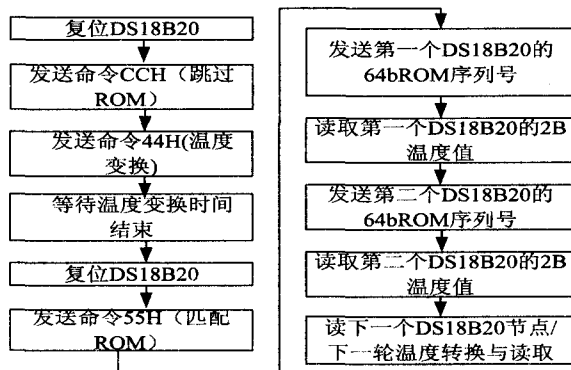 复位DS18B20
发送命令CCH（跳过
ROM）
发送命令44H(温度
变换)
等待温度变换时间
结束
复位DS18B20
发送命令55H（匹配
ROM）
发送第一个DS18B20的
64bROM序列号
读取第一个DS18B20的2B
温度值
发送第二个DS18B20的
64bROM序列号
读取第二个DS18B20的2B
温度值
读下一个DS18B20节点/
下一轮温度转换与读取